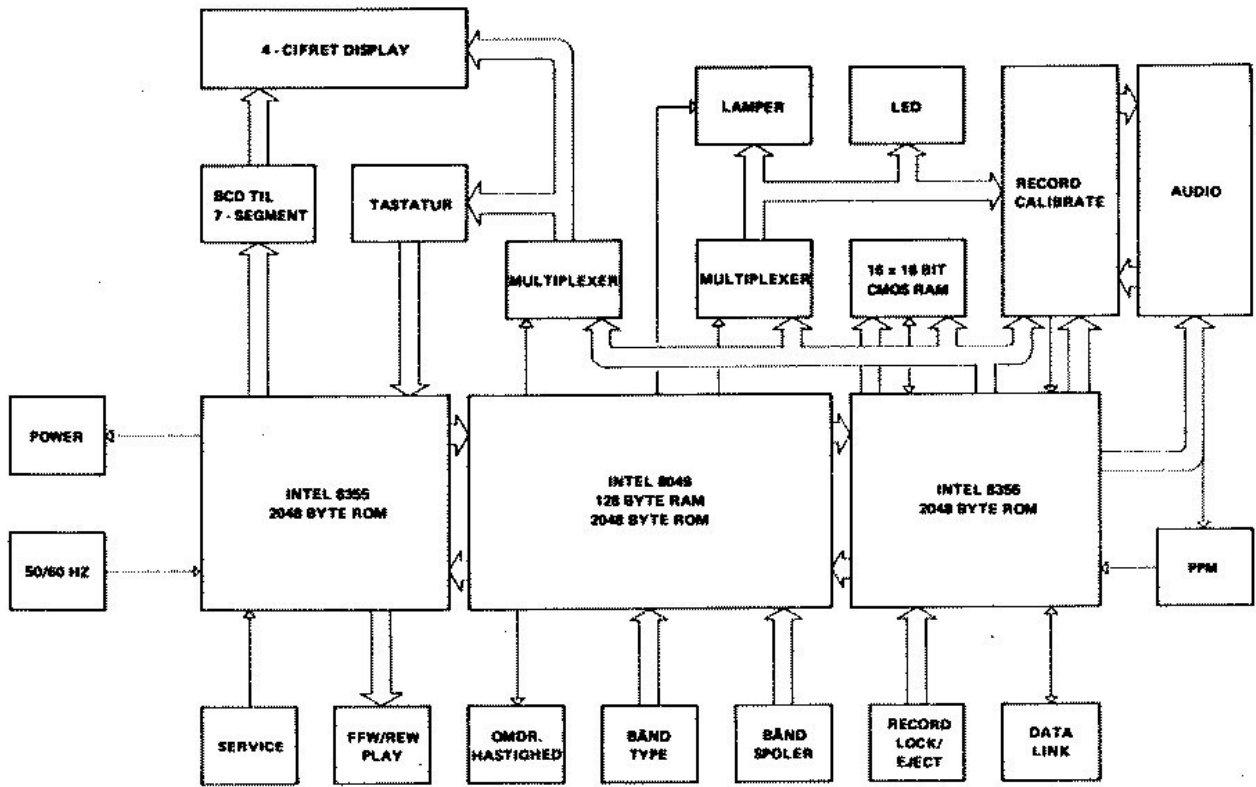 4 - CIFRET DISPLAY
LAMPER
LED
BCD TIL
7 - SEGMENT
TASTATUR
RECORD
CALIBRATE
AUDIO
MULTIPLEXER
MULTIPLEXER
16 x 16 BIT
CMOS RAM
POWER
INTEL 8355
2048 BYTE ROM
INTEL 8049
128 BYTE RAM
2048 BYTE ROM
INTEL 8355
2048 BYTE ROM
50/60 HZ
PPM
SERVICE
FFW/REW
PLAY
OMDR.
HASTIGHED
BÅND
TYPE
BÅND
SPOLER
RECORD
LOCK/
EJECT
DATA
LINK